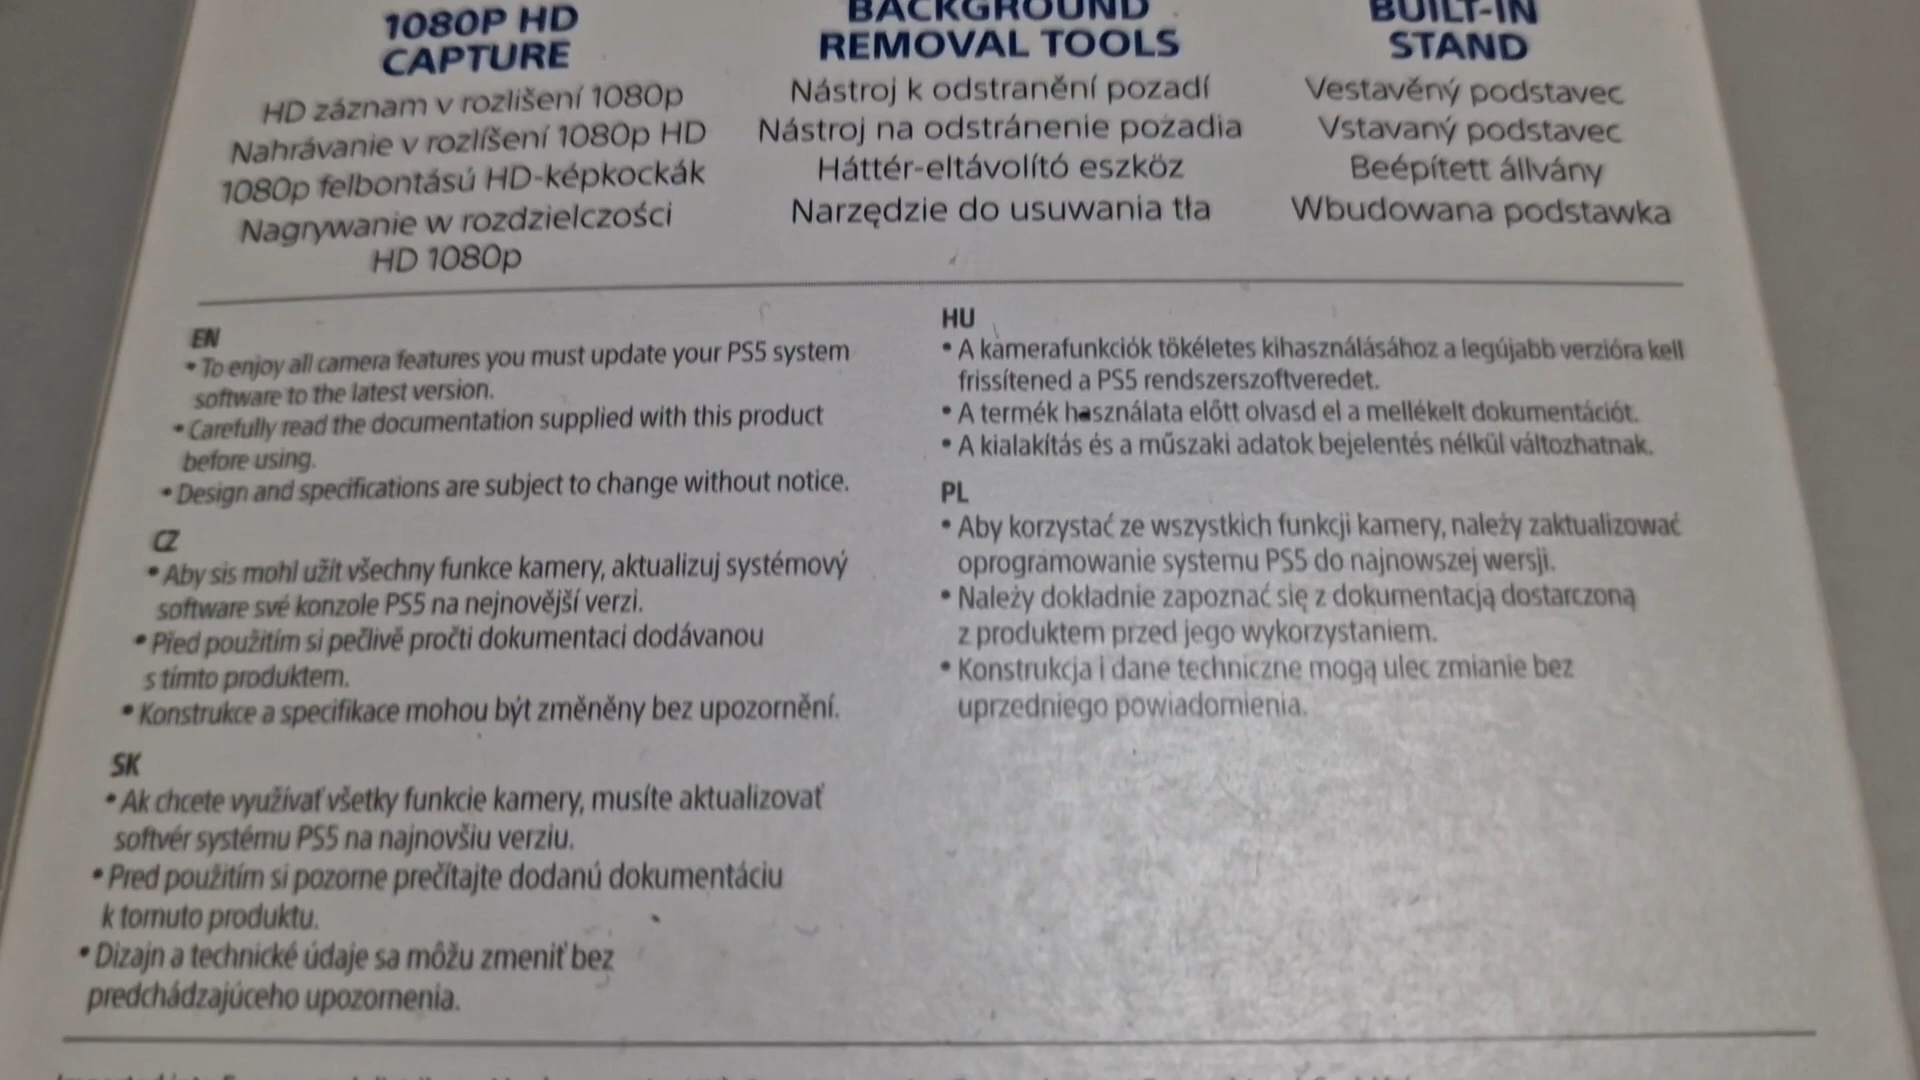 1080P HD
CAPTURE
HD záznam v rozlišení 1080p
Nahrávanie v rozlíšení 1080p HD
1080p felbontású HD-képkockák
Nagrywanie w rozdzielczości
HD 1080p
BACKGROUND
REMOVAL TOOLS
Nástroj k odstranění pozadí
Nástroj na odstránenie pozadia
Háttér-eltávolító eszköz
Narzędzie do usuwania tła
BUILT-IN
STAND
Vestavěný podstavec
Vstavaný podstavec
Beépített állvány
Wbudowana podstawka
EN
• To enjoy all camera features you must update your PS5 system
software to the latest version.
• Carefully read the documentation supplied with this product
before using.
• Design and specifications are subject to change without notice.
CZ
• Aby sis mohl užít všechny funkce kamery, aktualizuj systémový
software své konzole PS5 na nejnovější verzi.
• Před použitím si pečlivě pročti dokumentaci dodávanou
s tímto produktem.
• Konstrukce a specifikace mohou být změněny bez upozornění.
SK
• Ak chcete využívať všetky funkcie kamery, musíte aktualizovať
softvér systému PS5 na najnovšiu verziu.
• Pred použitím si pozorne prečítajte dodanú dokumentáciu
k tomuto produktu.
• Dizajn a technické údaje sa môžu zmeniť bez
predchádzajúceho upozornenia.
HU
• A kamerafunkciók tökéletes kihasználásához a legújabb verzióra kell
frissítened a PS5 rendszerszoftveredet.
• A termék használata előtt olvasd el a mellékelt dokumentációt.
• A kialakítás és a műszaki adatok bejelentés nélkül változhatnak.
PL
• Aby korzystać ze wszystkich funkcji kamery, należy zaktualizować
oprogramowanie systemu PS5 do najnowszej wersji.
• Należy dokładnie zapoznać się z dokumentacją dostarczoną
z produktem przed jego wykorzystaniem.
• Konstrukcja i dane techniczne mogą ulec zmianie bez
uprzedniego powiadomienia.